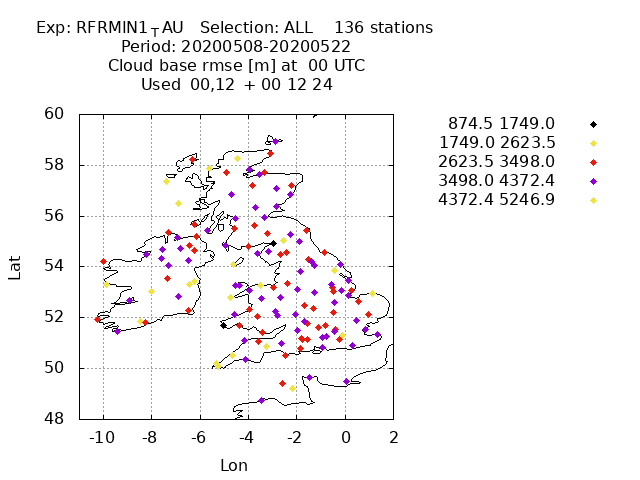 Exp: RFRMIN1_TAU Selection: ALL 136 stations
Period: 20200508-20200522
Cloud base rmse [m] at 00 UTC
Used 00,12 + 00 12 24
874.5 1749.0
1749.0 2623.5
2623.5 3498.0
3498.0 4372.4
4372.4 5246.9
60
58
56
54
52
50
48
Lat
-10 -8 -6 -4 -2 0 2
Lon